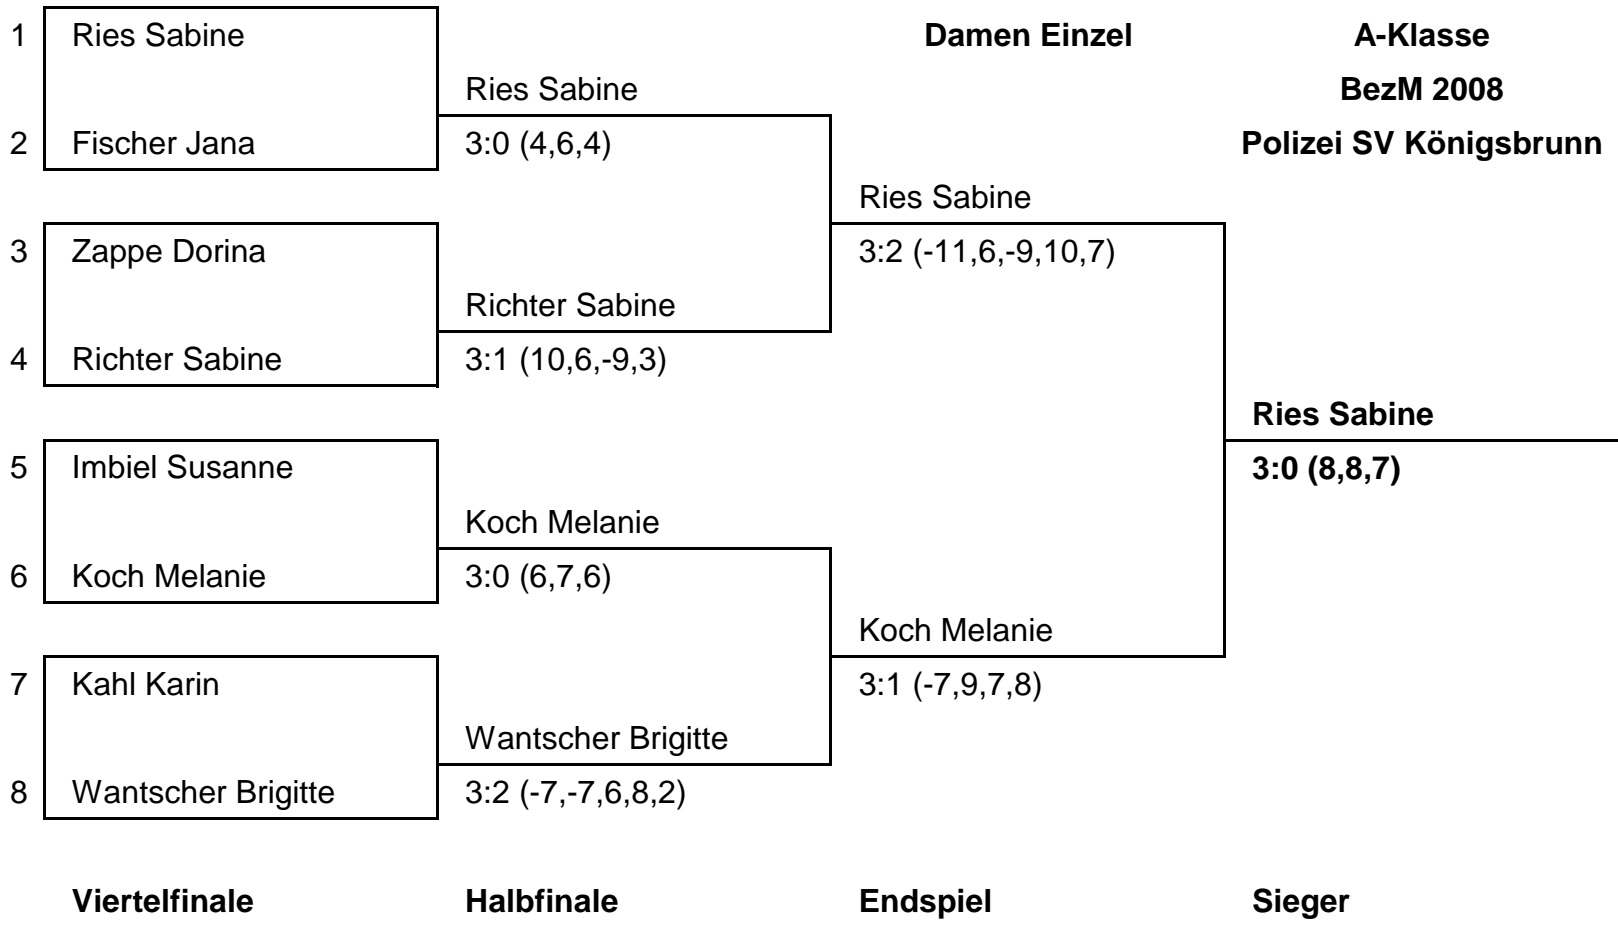 1 Ries Sabine Damen Einzel A-Klasse
Ries Sabine BezM 2008
2 Fischer Jana 3:0 (4,6,4) Polizei SV Königsbrunn
Ries Sabine
3 Zappe Dorina 3:2 (-11,6,-9,10,7)
Richter Sabine
4 Richter Sabine 3:1 (10,6,-9,3)
Ries Sabine
5 Imbiel Susanne 3:0 (8,8,7)
Koch Melanie
6 Koch Melanie 3:0 (6,7,6)
Koch Melanie
7 Kahl Karin 3:1 (-7,9,7,8)
Wantscher Brigitte
8 Wantscher Brigitte 3:2 (-7,-7,6,8,2)
Viertelfinale Halbfinale Endspiel Sieger